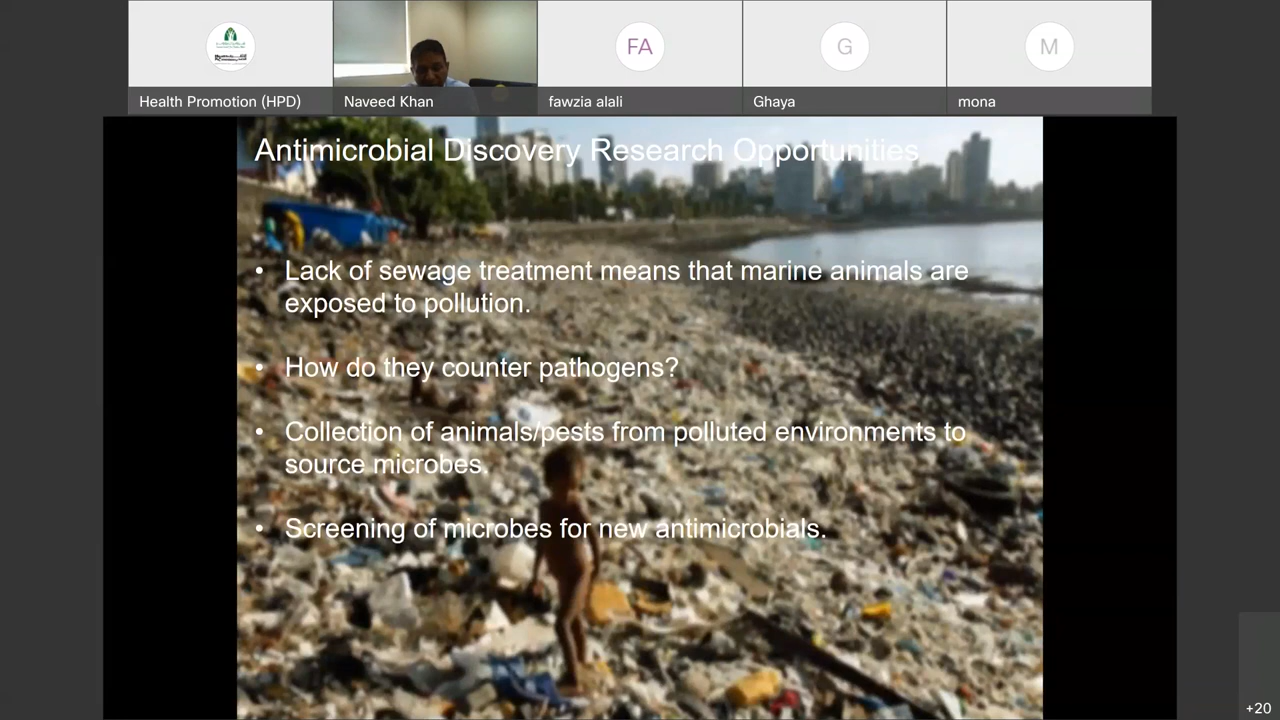 FA
G
M
Health Promotion (HPD)
Naveed Khan
fawzia alali
Ghaya
mona
Antimicrobial Discovery Research Opportunities
• Lack of sewage treatment means that marine animals are
exposed to pollution.
• How do they counter pathogens?
• Collection of animals/pests from polluted environments to
source microbes.
• Screening of microbes for new antimicrobials.
+20